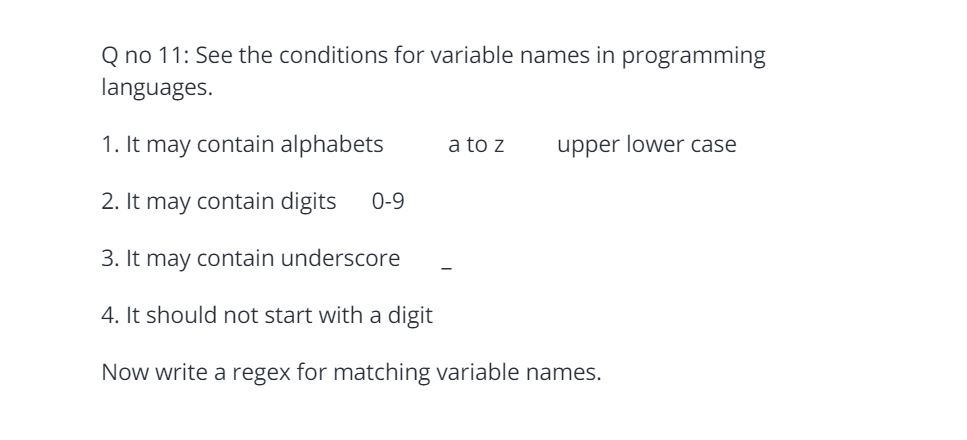 Q no 11: See the conditions for variable names in programming
languages.
1. It may contain alphabets a to z upper lower case
2. It may contain digits 0-9
3. It may contain underscore _
4. It should not start with a digit
Now write a regex for matching variable names.